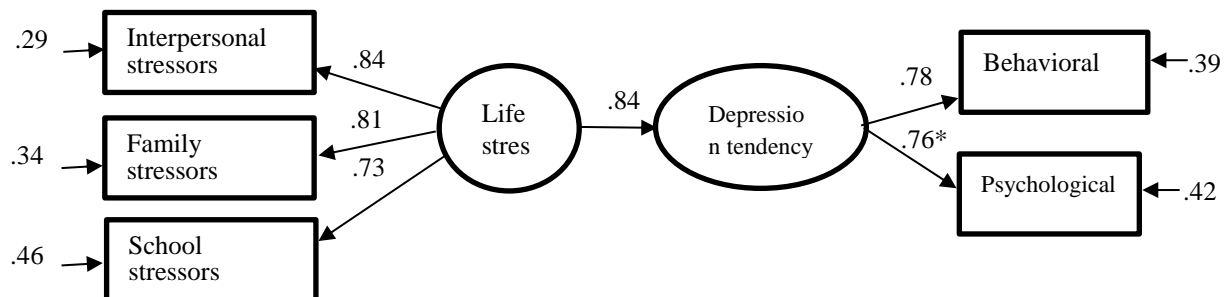 .29
Interpersonal
stressors
.84
.34
Family
stressors
.81
.73
.46
School
stressors
Life
stres
.84
Depressio
n tendency
.78
.76*
Behavioral
.39
Psychological
.42